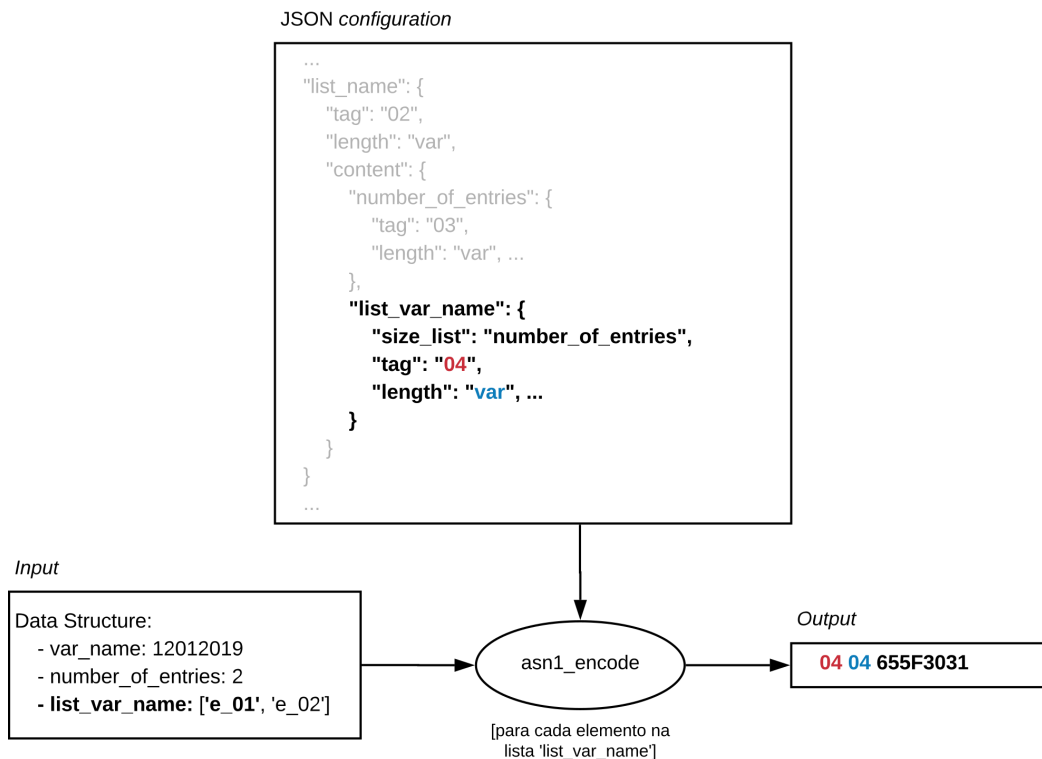 JSON configuration
...
"list_name": {
"tag": "02",
"length": "var",
"content": {
"number_of_entries": {
"tag": "03",
"length": "var", ...
},
"list_var_name": {
"size_list": "number_of_entries",
"tag": "04",
"length": "var", ...
}
}
}
...
Input
Data Structure:
- var_name: 12012019
- number_of_entries: 2
- list_var_name: ['e_01', 'e_02']
asn1_encode
[para cada elemento na
lista 'list_var_name']
Output
04 04 655F3031